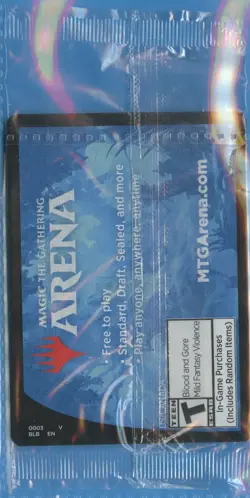 MAGIC THE GATHERING
ARENA
• Free to play
• Standard, Draft, Sealed, and more
• Play anyone, anywhere, anytime
MTGArena.com
TEEN
T
ESRB
Blood and Gore
Mild Fantasy Violence
In-Game Purchases
(Includes Random Items)
0003 V
BLB EN